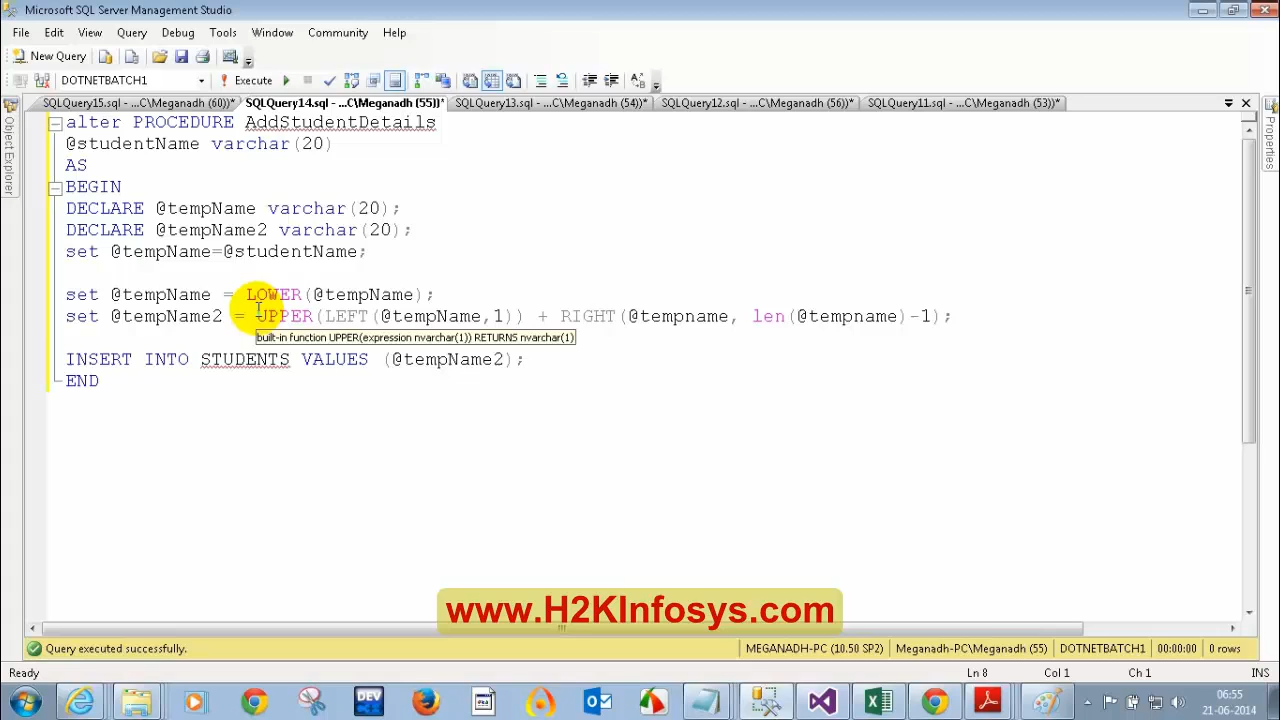 Microsoft SQL Server Management Studio
File Edit View Query Debug Tools Window Community Help
New Query
DOTNETBATCH1 Execute
SQLQuery15.sql - ...C\Meganadh (60))* SQLQuery14.sql - ...C\Meganadh (55))* SQLQuery13.sql - ...C\Meganadh (54))* SQLQuery12.sql - ...C\Meganadh (56))* SQLQuery11.sql - ...C\Meganadh (53))*
Object Explorer
Properties
alter PROCEDURE AddStudentDetails
@studentName varchar(20)
AS
BEGIN
DECLARE @tempName varchar(20);
DECLARE @tempName2 varchar(20);
set @tempName=@studentName;
set @tempName = LOWER(@tempName);
set @tempName2 = UPPER(LEFT(@tempName,1)) + RIGHT(@tempname, len(@tempname)-1);
built-in function UPPER(expression nvarchar(1)) RETURNS nvarchar(1)
INSERT INTO STUDENTS VALUES (@tempName2);
END
www.H2KInfosys.com
Query executed successfully. MEGANADH-PC (10.50 SP2) Meganadh-PC\Meganadh (55) DOTNETBATCH1 00:00:00 0 rows
Ready Ln 8 Col 1 Ch 1 INS
DEV
06:55
21-06-2014